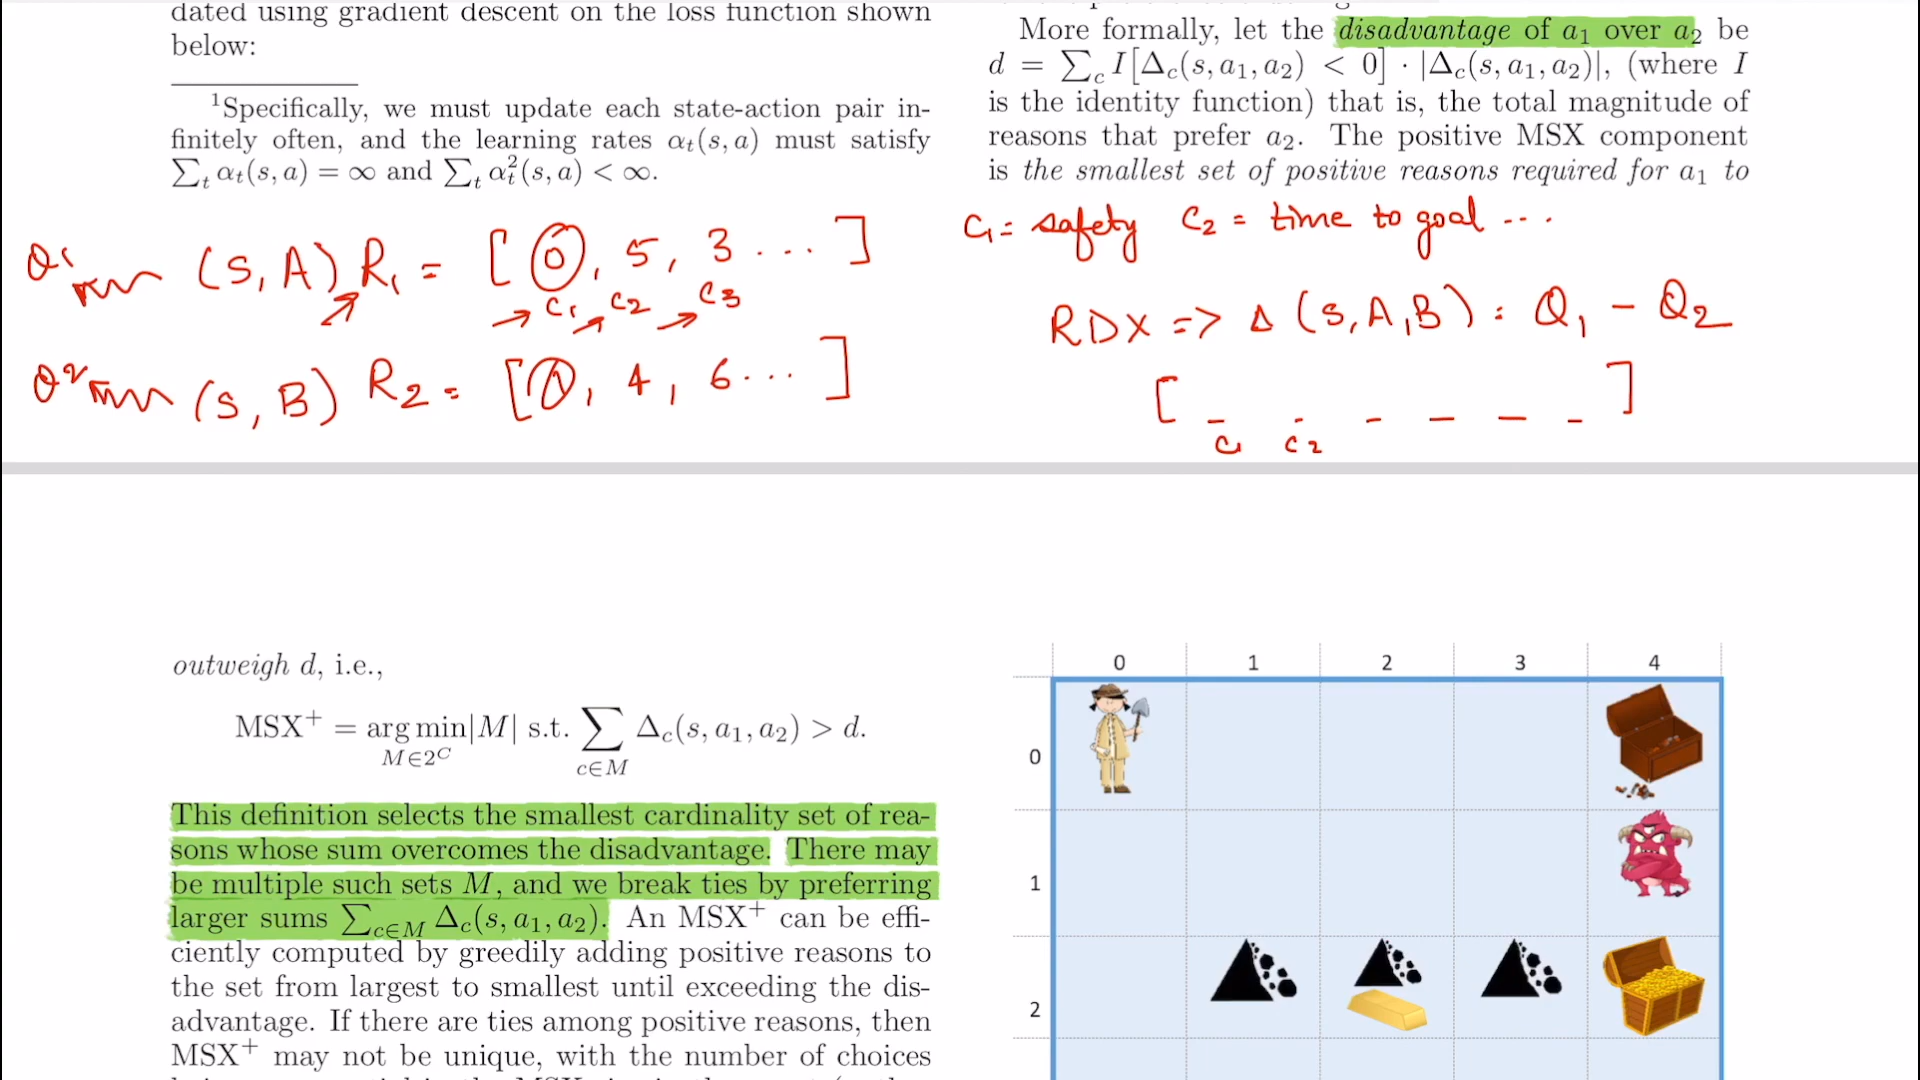 dated using gradient descent on the loss function shown
below:
¹Specifically, we must update each state-action pair in-
finitely often, and the learning rates αₜ(s, a) must satisfy
∑ₜ αₜ(s, a) = ∞ and ∑ₜ αₜ²(s, a) < ∞.
More formally, let the disadvantage of a₁ over a₂ be
d = ∑_c I[Δ_c(s, a₁, a₂) < 0] · |Δ_c(s, a₁, a₂)|, (where I
is the identity function) that is, the total magnitude of
reasons that prefer a₂. The positive MSX component
is the smallest set of positive reasons required for a₁ to
Q¹ (S, A) R₁ = [0, 5, 3 ...]
C₁ C₂ C₃
Q² (S, B) R₂ = [1, 4, 6 ...]
C₁ = safety C₂ = time to goal ...
RDX => Δ (S, A, B) : Q₁ - Q₂
[ _ _ _ _ _ _ ]
C₁ C₂
outweigh d, i.e.,
MSX⁺ = arg min|M| s.t. ∑ Δ_c(s, a₁, a₂) > d.
M∈2^C c∈M
This definition selects the smallest cardinality set of rea-
sons whose sum overcomes the disadvantage. There may
be multiple such sets M, and we break ties by preferring
larger sums ∑_{c∈M} Δ_c(s, a₁, a₂). An MSX⁺ can be effi-
ciently computed by greedily adding positive reasons to
the set from largest to smallest until exceeding the dis-
advantage. If there are ties among positive reasons, then
MSX⁺ may not be unique, with the number of choices
0 1 2 3 4
0
1
2